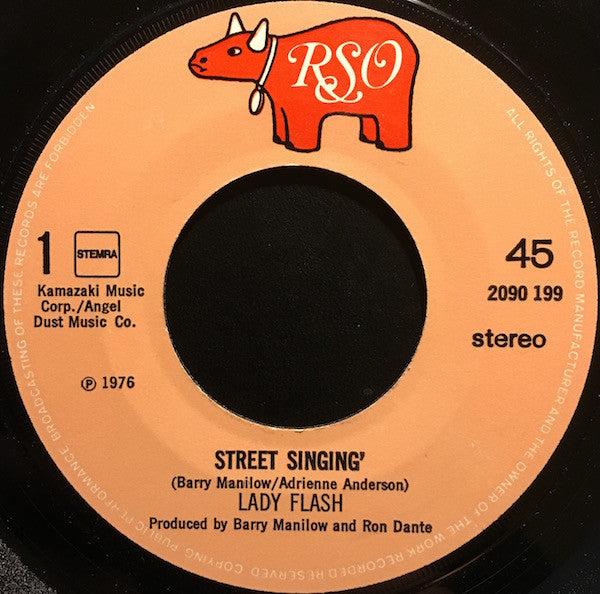 RSO
1
STEMRA
Kamazaki Music
Corp./Angel
Dust Music Co.
℗ 1976
45
2090 199
stereo
STREET SINGING'
(Barry Manilow/Adrienne Anderson)
LADY FLASH
Produced by Barry Manilow and Ron Dante
ALL RIGHTS OF THE RECORD MANUFACTURER AND THE OWNER OF THE WORK RECORDED RESERVED COPYING PUBLIC PERFORMANCE BROADCASTING OF THESE RECORDS ARE FORBIDDEN